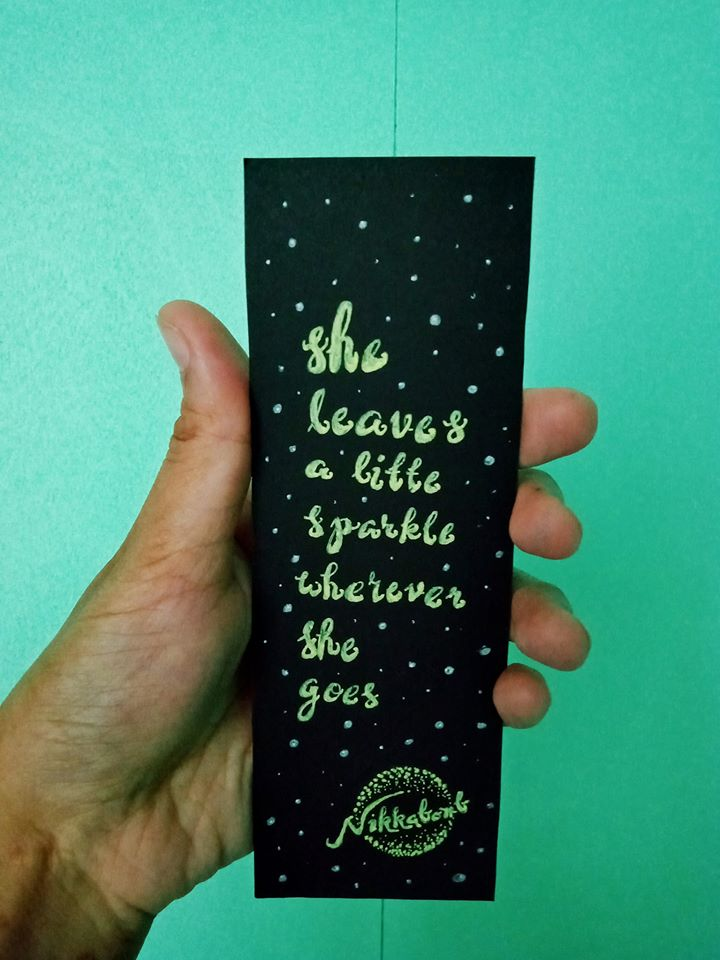 she
leaves
a little
sparkle
wherever
she
goes
Nikkabomb